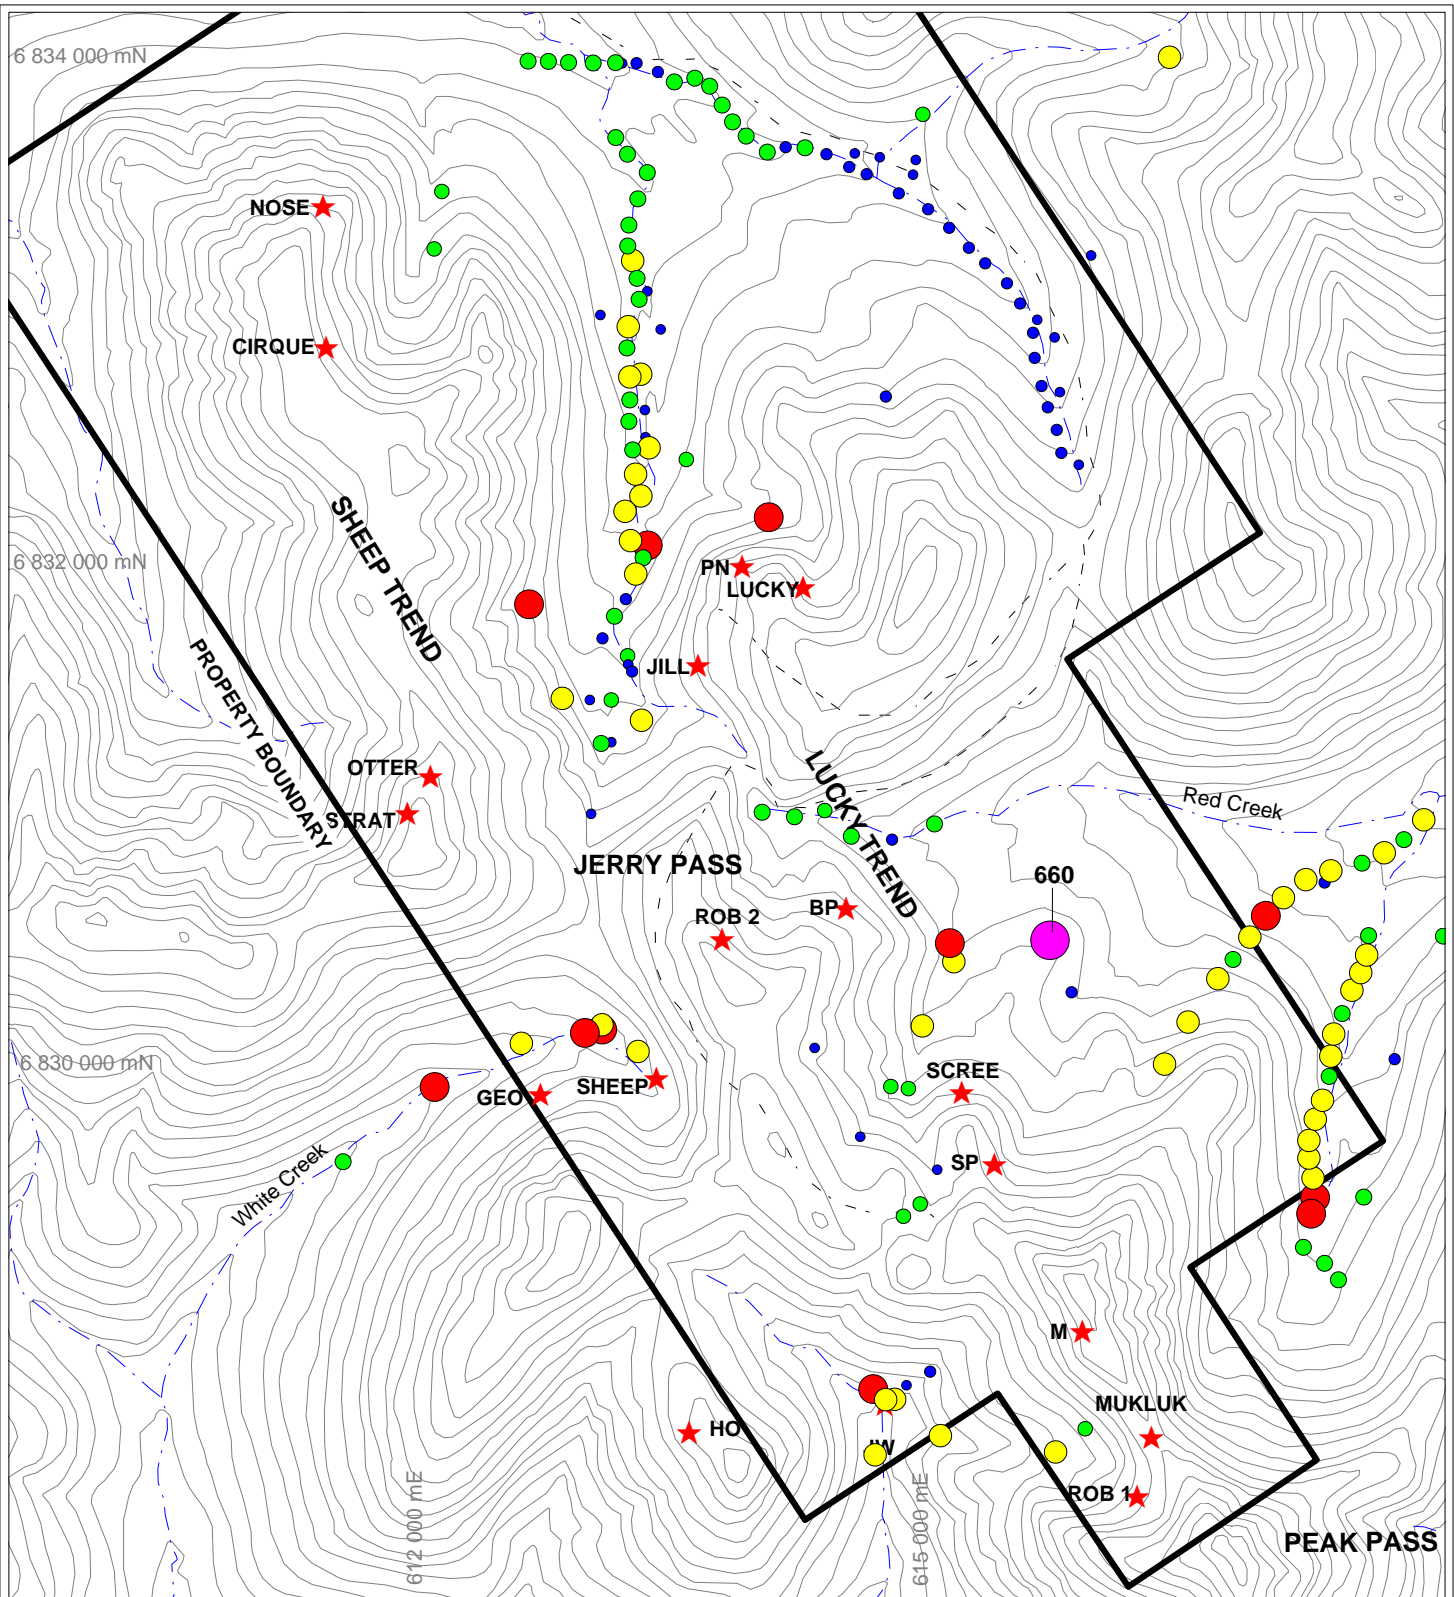 6 834 000 mN
NOSE
CIRQUE
SHEEP TREND
6 832 000 mN
PN
LUCKY
JILL
PROPERTY BOUNDARY
OTTER
STRAT
LUCKY TREND
Red Creek
JERRY PASS
660
BP
ROB 2
6 830 000 mN
SCREE
SHEEP
GEO
SP
White Creek
M
MUKLUK
HO
JW
ROB 1
612 000 mE
615 000 mE
PEAK PASS